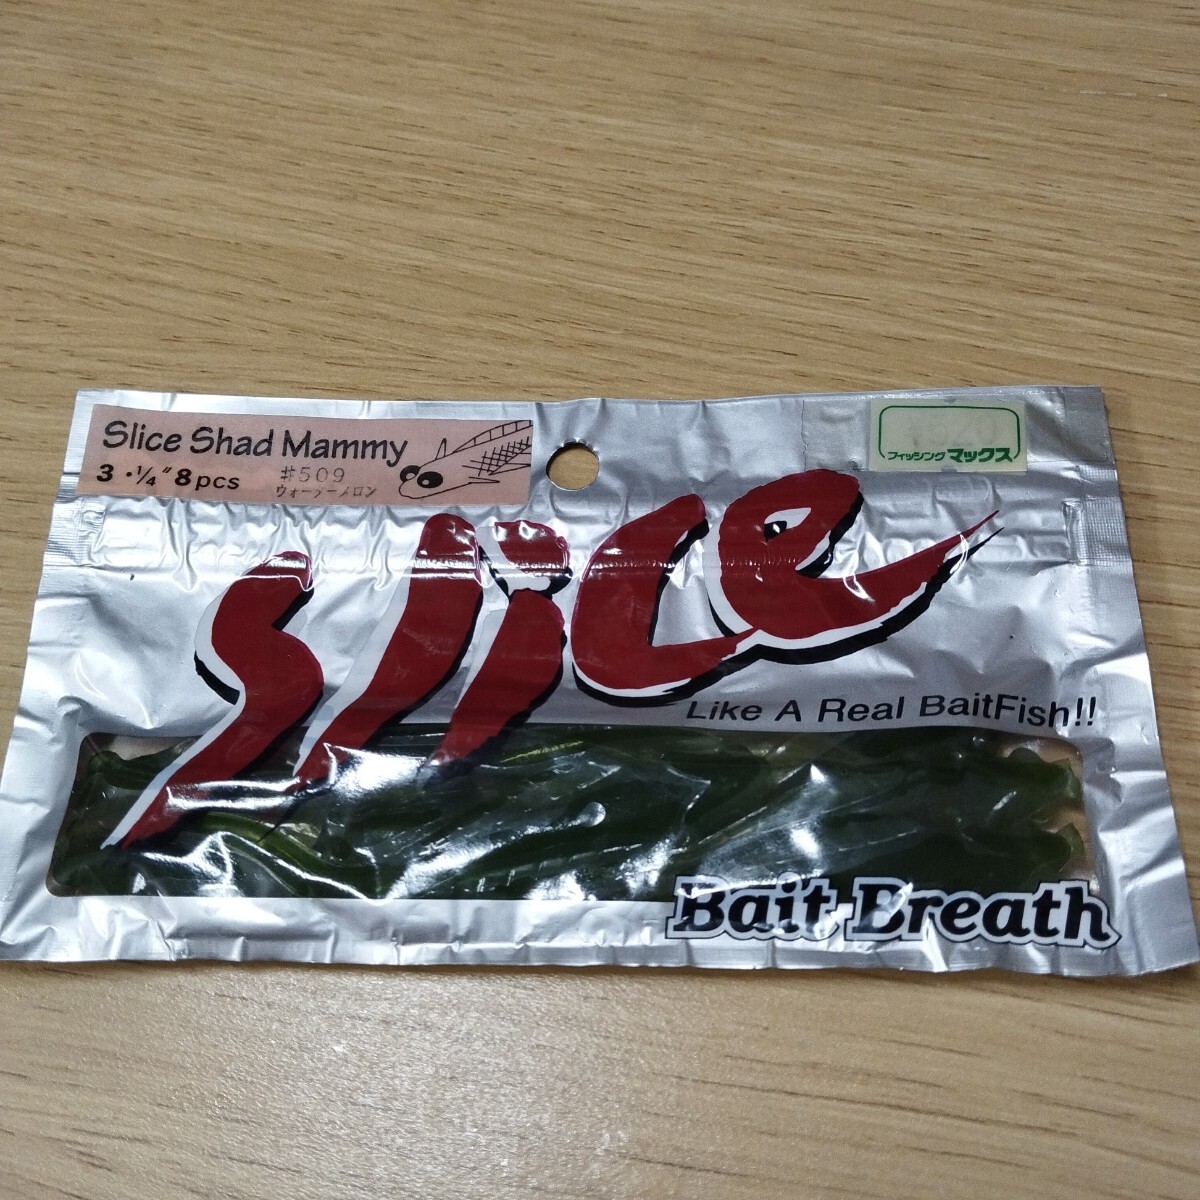 Slice Shad Mammy
3・1/4" 8pcs #509
ウォーターメロン
フィッシングマックス
Slice
Like A Real BaitFish!!
Bait Breath